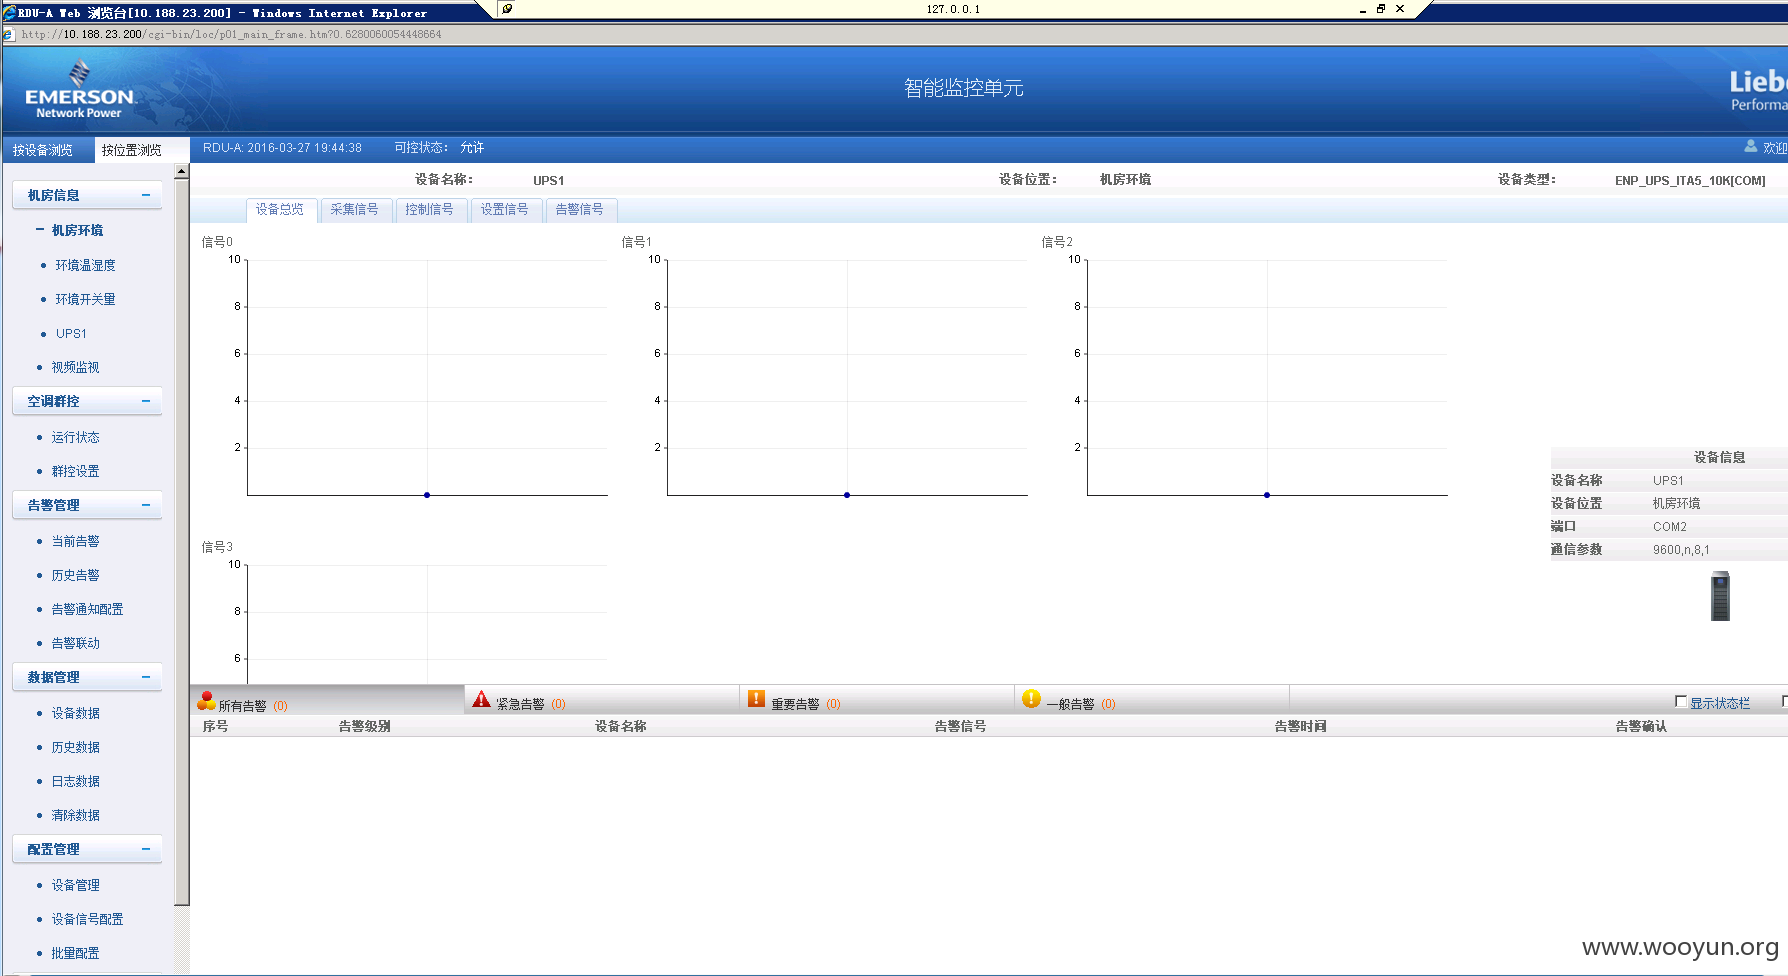 RDU-A Web 浏览台[10.188.23.200] - Windows Internet Explorer
127.0.0.1
http://10.188.23.200/cgi-bin/loc/p01_main_frame.htm?0.6280060054448664
EMERSON
Network Power
智能监控单元
Liebe
Performa
按设备浏览
按位置浏览
RDU-A: 2016-03-27 19:44:38
可控状态： 允许
欢迎
设备名称： UPS1
设备位置： 机房环境
设备类型： ENP_UPS_ITA5_10K[COM]
设备总览
采集信号
控制信号
设置信号
告警信号
机房信息
机房环境
环境温湿度
环境开关量
UPS1
视频监视
空调群控
运行状态
群控设置
告警管理
当前告警
历史告警
告警通知配置
告警联动
数据管理
设备数据
历史数据
日志数据
清除数据
配置管理
设备管理
设备信号配置
批量配置
信号0
10
8
6
4
2
信号1
10
8
6
4
2
信号2
10
8
6
4
2
信号3
10
8
6
设备信息
设备名称 UPS1
设备位置 机房环境
端口 COM2
通信参数 9600,n,8,1
所有告警 (0)
紧急告警 (0)
重要告警 (0)
一般告警 (0)
显示状态栏
序号 告警级别 设备名称 告警信号 告警时间 告警确认
www.wooyun.org